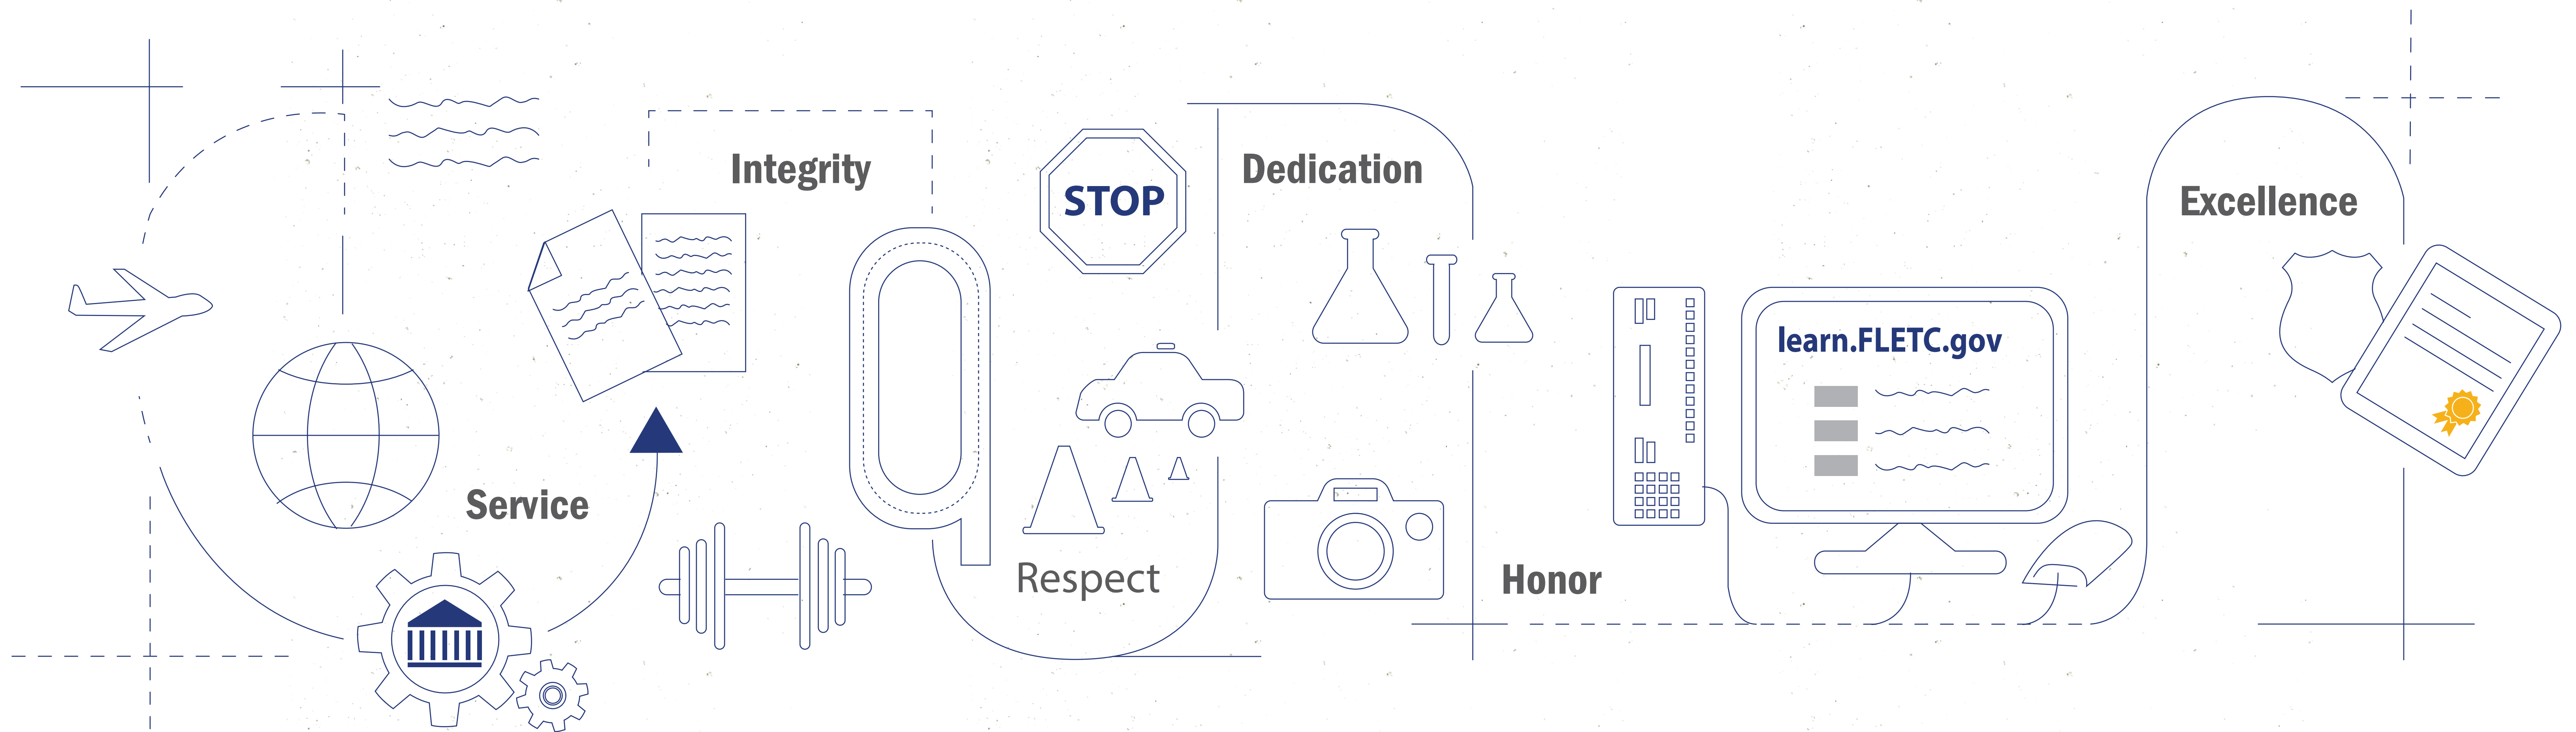 Service
Integrity
STOP
Respect
Dedication
Honor
learn.FLETC.gov
Excellence